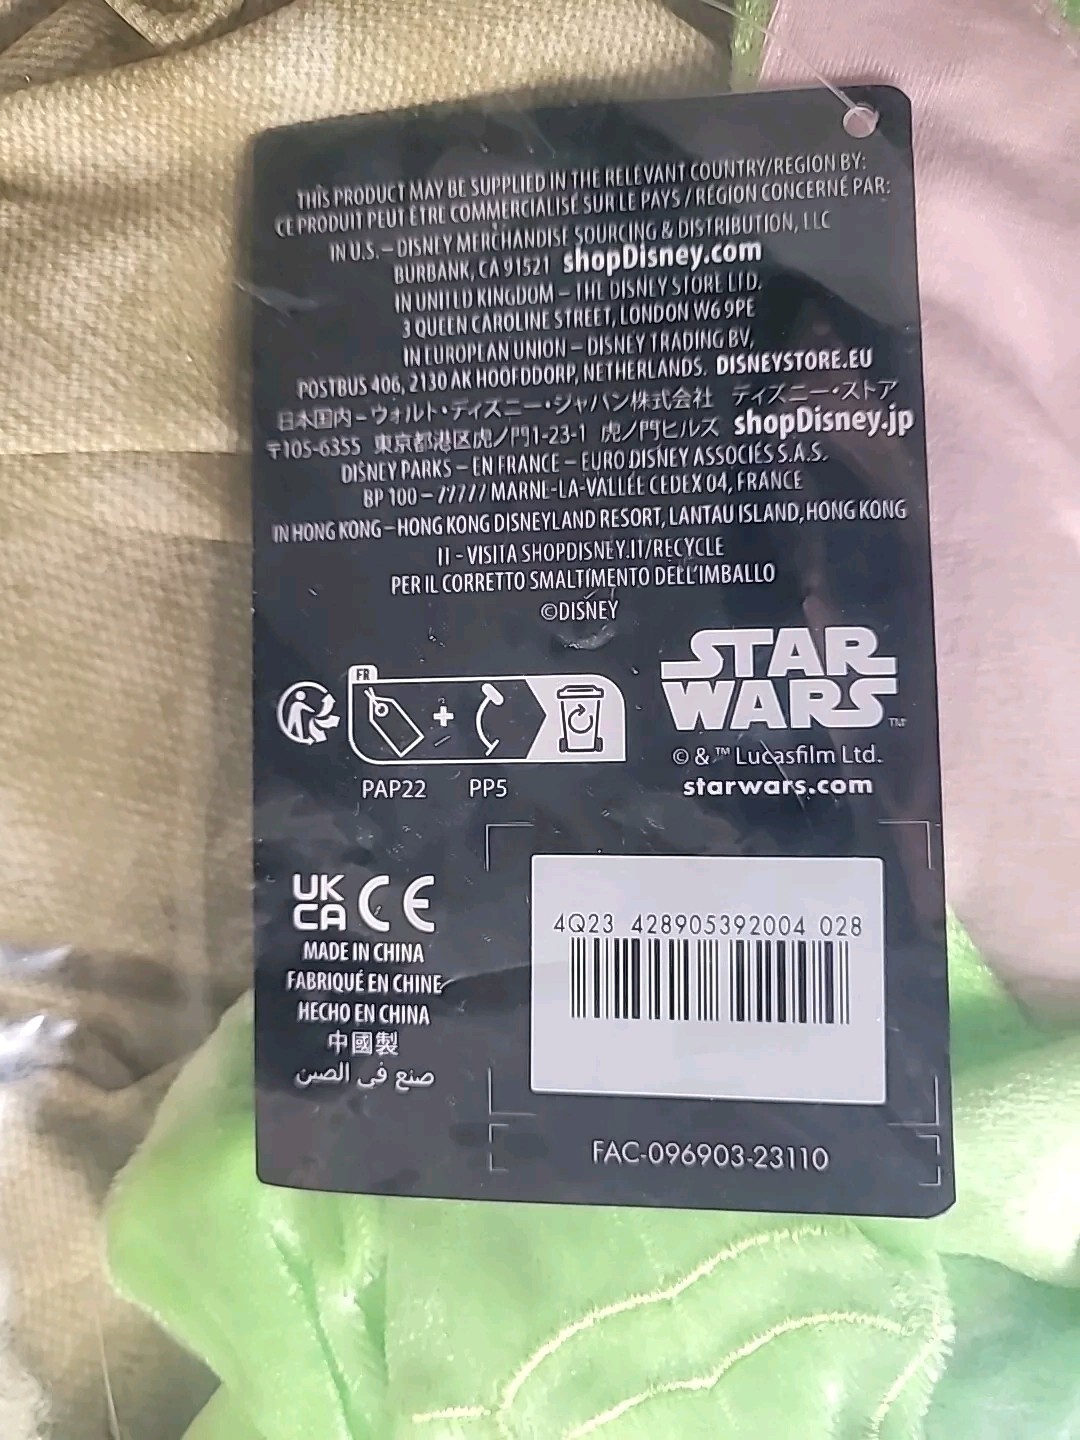 THIS PRODUCT MAY BE SUPPLIED IN THE RELEVANT COUNTRY/REGION BY:
CE PRODUIT PEUT ÊTRE COMMERCIALISÉ SUR LE PAYS / RÉGION CONCERNÉ PAR:
IN U.S. – DISNEY MERCHANDISE SOURCING & DISTRIBUTION, LLC
BURBANK, CA 91521 shopDisney.com
IN UNITED KINGDOM – THE DISNEY STORE LTD.
3 QUEEN CAROLINE STREET, LONDON W6 9PE
IN EUROPEAN UNION – DISNEY TRADING BV,
POSTBUS 406, 2130 AK HOOFDDORP, NETHERLANDS. DISNEYSTORE.EU
日本国内 – ウォルト・ディズニー・ジャパン株式会社 ディズニー・ストア
〒105-6355 東京都港区虎ノ門1-23-1 虎ノ門ヒルズ shopDisney.jp
DISNEY PARKS – EN FRANCE – EURO DISNEY ASSOCIÉS S.A.S.
BP 100 – 77777 MARNE-LA-VALLÉE CEDEX 04, FRANCE
IN HONG KONG – HONG KONG DISNEYLAND RESORT, LANTAU ISLAND, HONG KONG
IT - VISITA SHOPDISNEY.IT/RECYCLE
PER IL CORRETTO SMALTIMENTO DELL'IMBALLO
©DISNEY
FR
+
PAP22 PP5
STAR
WARS™
© & ™ Lucasfilm Ltd.
starwars.com
UK
CA CE
MADE IN CHINA
FABRIQUÉ EN CHINE
HECHO EN CHINA
中國製
صنع في الصين
4Q23 428905392004 028
FAC-096903-23110